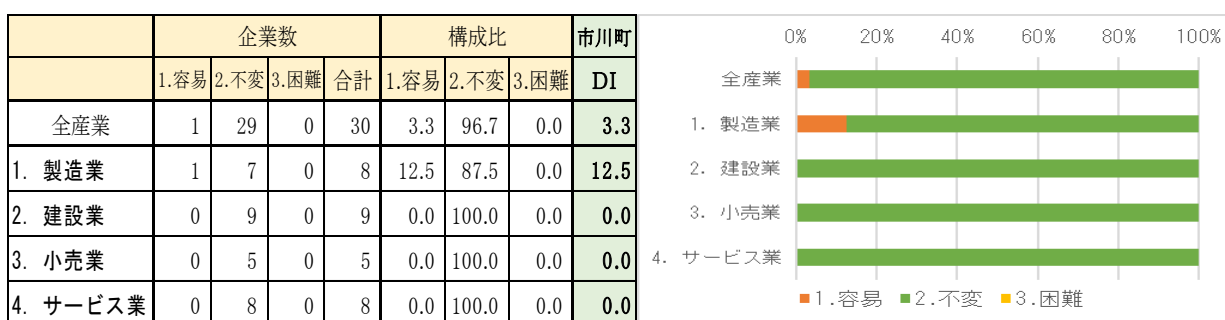 企業数 構成比 市川町
1.容易 2.不変 3.困難 合計 1.容易 2.不変 3.困難 DI
全産業 1 29 0 30 3.3 96.7 0.0 3.3
1. 製造業 1 7 0 8 12.5 87.5 0.0 12.5
2. 建設業 0 9 0 9 0.0 100.0 0.0 0.0
3. 小売業 0 5 0 5 0.0 100.0 0.0 0.0
4. サービス業 0 8 0 8 0.0 100.0 0.0 0.0
0% 20% 40% 60% 80% 100%
全産業
1. 製造業
2. 建設業
3. 小売業
4. サービス業
1.容易 2.不変 3.困難